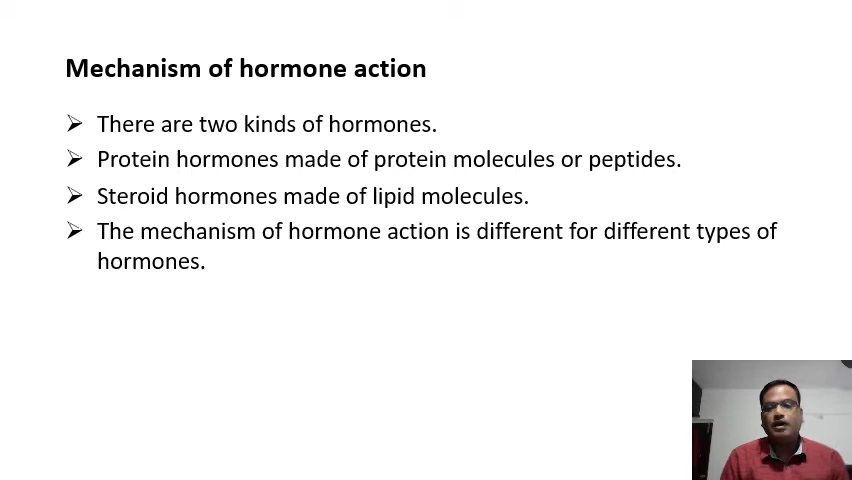 Mechanism of hormone action
➢ There are two kinds of hormones.
➢ Protein hormones made of protein molecules or peptides.
➢ Steroid hormones made of lipid molecules.
➢ The mechanism of hormone action is different for different types of
hormones.